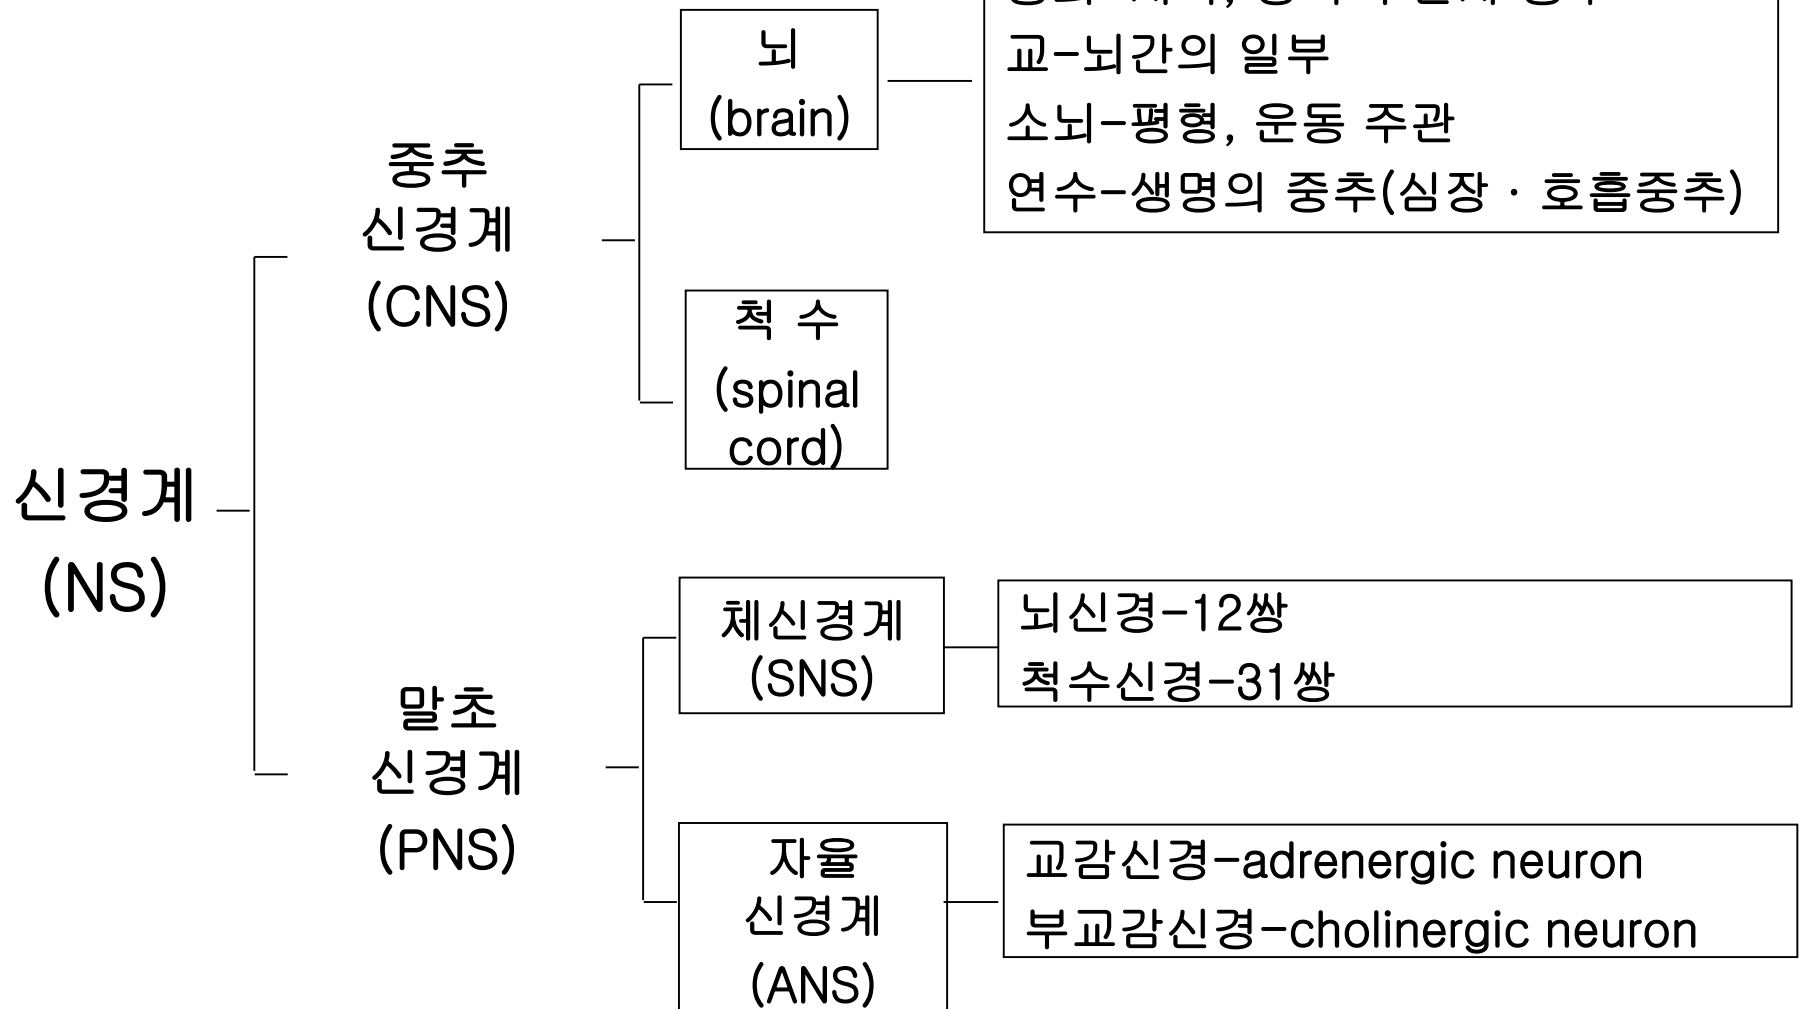 신경계
(NS)
중추
신경계
(CNS)
뇌
(brain)
교-뇌간의 일부
소뇌-평형, 운동 주관
연수-생명의 중추(심장 · 호흡중추)
척 수
(spinal
cord)
말초
신경계
(PNS)
체신경계
(SNS)
뇌신경-12쌍
척수신경-31쌍
자율
신경계
(ANS)
교감신경-adrenergic neuron
부교감신경-cholinergic neuron